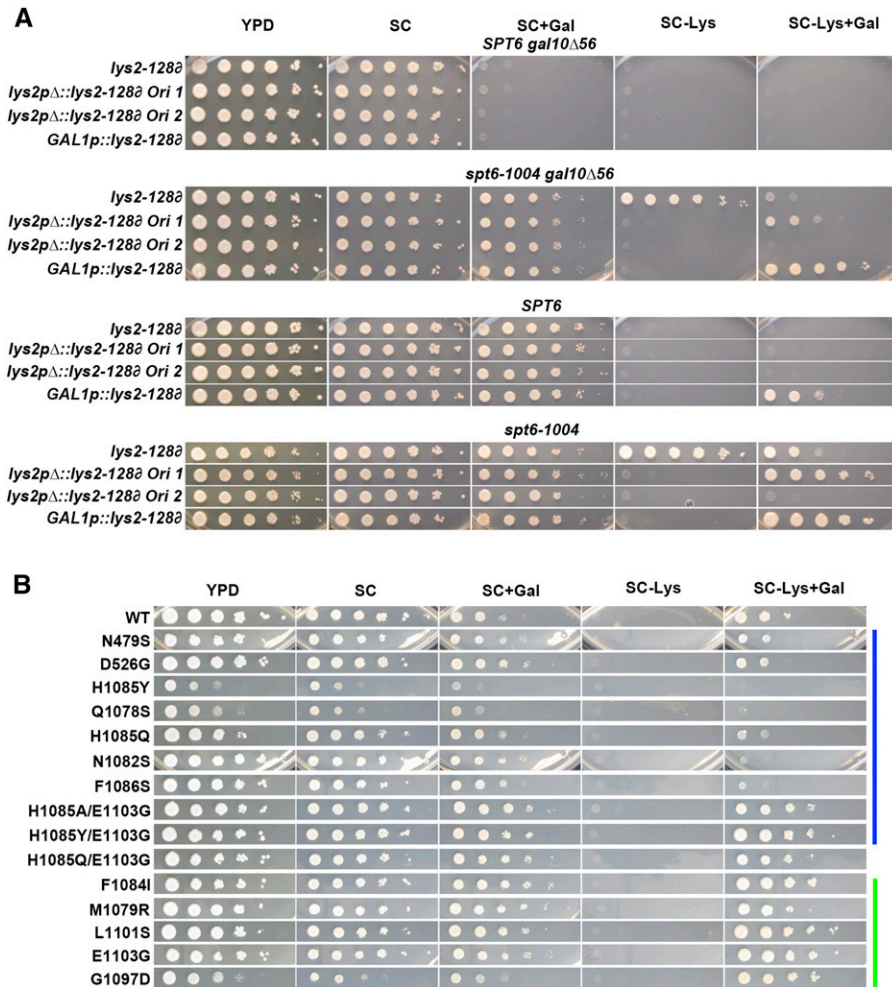 A
YPD SC SC+Gal SC-Lys SC-Lys+Gal
SPT6 gal10Δ56
lys2-128∂
lys2pΔ::lys2-128∂ Ori 1
lys2pΔ::lys2-128∂ Ori 2
GAL1p::lys2-128∂
spt6-1004 gal10Δ56
lys2-128∂
lys2pΔ::lys2-128∂ Ori 1
lys2pΔ::lys2-128∂ Ori 2
GAL1p::lys2-128∂
SPT6
lys2-128∂
lys2pΔ::lys2-128∂ Ori 1
lys2pΔ::lys2-128∂ Ori 2
GAL1p::lys2-128∂
spt6-1004
lys2-128∂
lys2pΔ::lys2-128∂ Ori 1
lys2pΔ::lys2-128∂ Ori 2
GAL1p::lys2-128∂
B
YPD SC SC+Gal SC-Lys SC-Lys+Gal
WT
N479S
D526G
H1085Y
Q1078S
H1085Q
N1082S
F1086S
H1085A/E1103G
H1085Y/E1103G
H1085Q/E1103G
F1084I
M1079R
L1101S
E1103G
G1097D